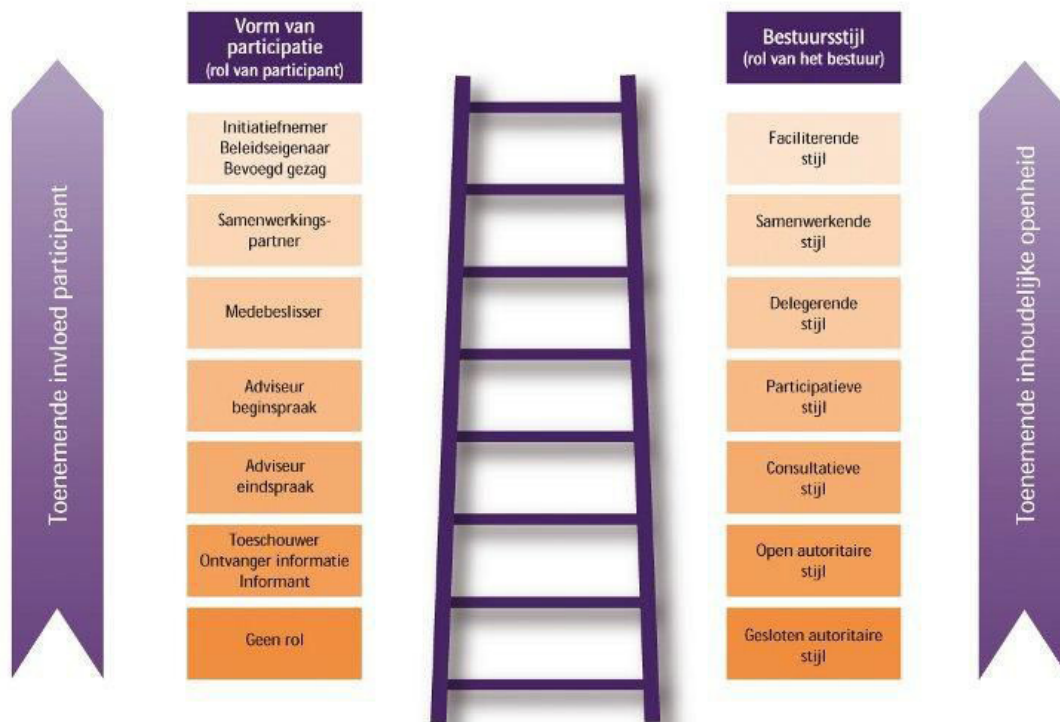 Vorm van
participatie
(rol van participant)
Bestuursstijl
(rol van het bestuur)
Toenemende invloed participant
Initiatiefnemer
Beleidseigenaar
Bevoegd gezag
Faciliterende
stijl
Samenwerkings-
partner
Samenwerkende
stijl
Medebeslisser
Delegerende
stijl
Adviseur
beginspraak
Participatieve
stijl
Adviseur
eindspraak
Consultatieve
stijl
Toeschouwer
Ontvanger informatie
Informant
Open autoritaire
stijl
Geen rol
Gesloten autoritaire
stijl
Toenemende inhoudelijke openheid